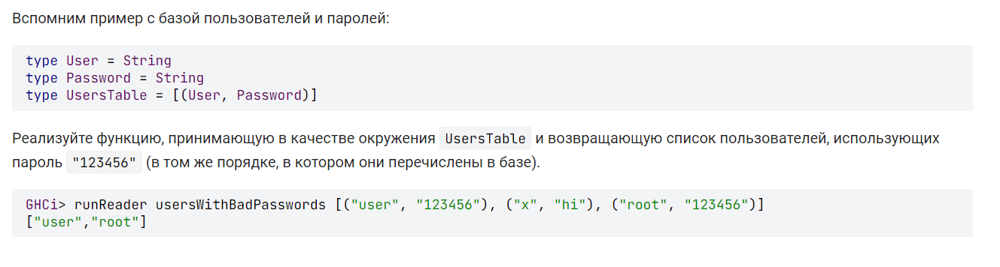 Вспомним пример с базой пользователей и паролей:
type User = String
type Password = String
type UsersTable = [(User, Password)]
Реализуйте функцию, принимающую в качестве окружения UsersTable и возвращающую список пользователей, использующих
пароль "123456" (в том же порядке, в котором они перечислены в базе).
GHCi> runReader usersWithBadPasswords [("user", "123456"), ("x", "hi"), ("root", "123456")]
["user","root"]